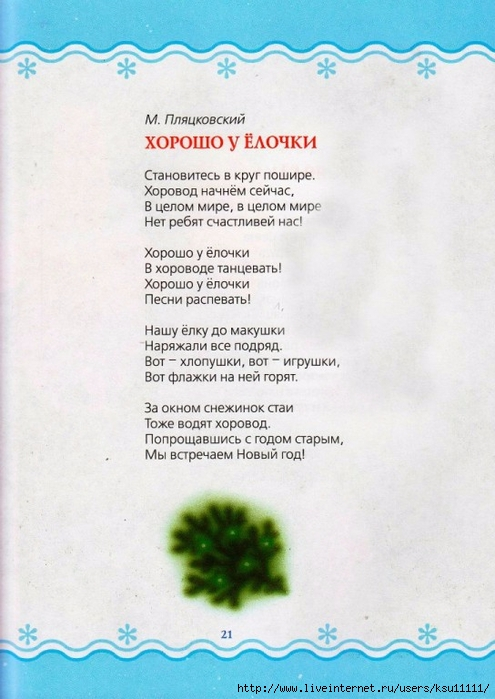 М. Пляцковский
ХОРОШО У ЁЛОЧКИ
Становитесь в круг пошире.
Хоровод начнём сейчас,
В целом мире, в целом мире
Нет ребят счастливей нас!
Хорошо у ёлочки
В хороводе танцевать!
Хорошо у ёлочки
Песни распевать!
Нашу ёлку до макушки
Наряжали все подряд.
Вот – хлопушки, вот – игрушки,
Вот флажки на ней горят.
За окном снежинок стаи
Тоже водят хоровод.
Попрощавшись с годом старым,
Мы встречаем Новый год!
21
http://www.liveinternet.ru/users/ksu11111/